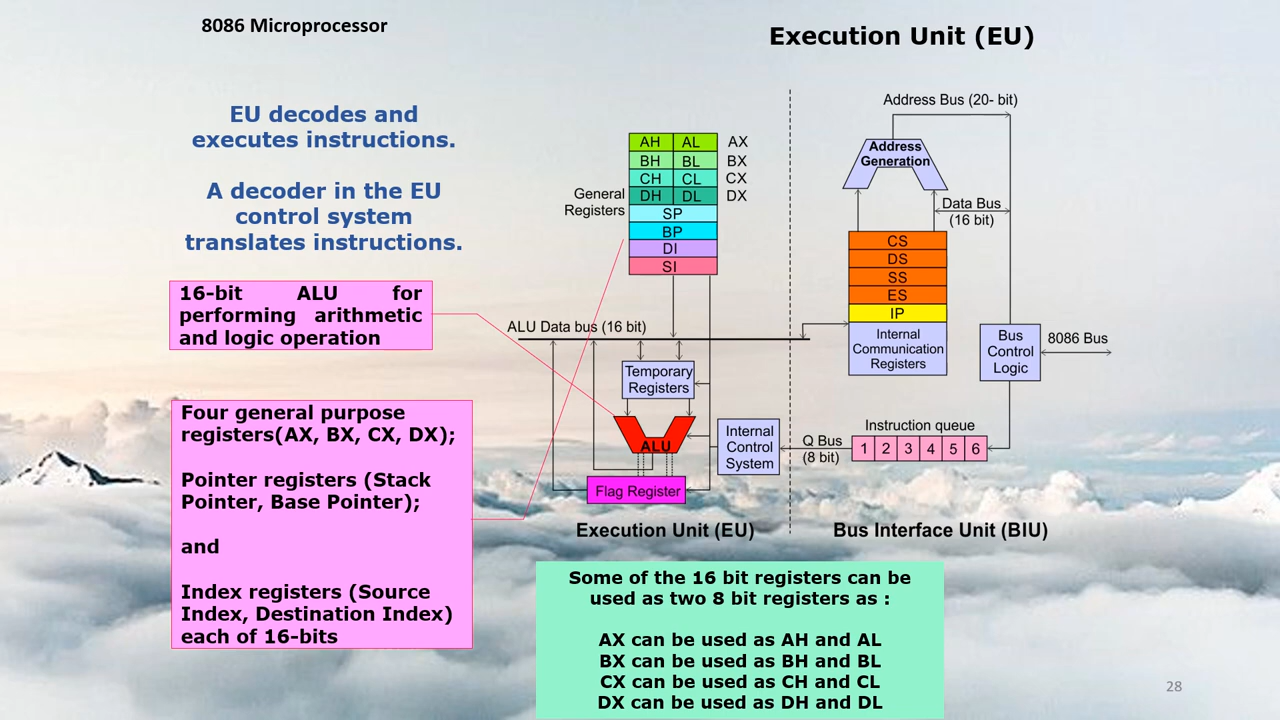 8086 Microprocessor
Execution Unit (EU)
EU decodes and
executes instructions.
A decoder in the EU
control system
translates instructions.
16-bit ALU for
performing arithmetic
and logic operation
Four general purpose
registers(AX, BX, CX, DX);
Pointer registers (Stack
Pointer, Base Pointer);
and
Index registers (Source
Index, Destination Index)
each of 16-bits
General
Registers
AH AL AX
BH BL BX
CH CL CX
DH DL DX
SP
BP
DI
SI
ALU Data bus (16 bit)
Temporary
Registers
ALU
Flag Register
Internal
Control
System
Execution Unit (EU)
Address Bus (20- bit)
Address
Generation
Data Bus
(16 bit)
CS
DS
SS
ES
IP
Internal
Communication
Registers
Bus
Control
Logic
8086 Bus
Instruction queue
Q Bus
(8 bit)
1 2 3 4 5 6
Bus Interface Unit (BIU)
Some of the 16 bit registers can be
used as two 8 bit registers as :
AX can be used as AH and AL
BX can be used as BH and BL
CX can be used as CH and CL
DX can be used as DH and DL
28